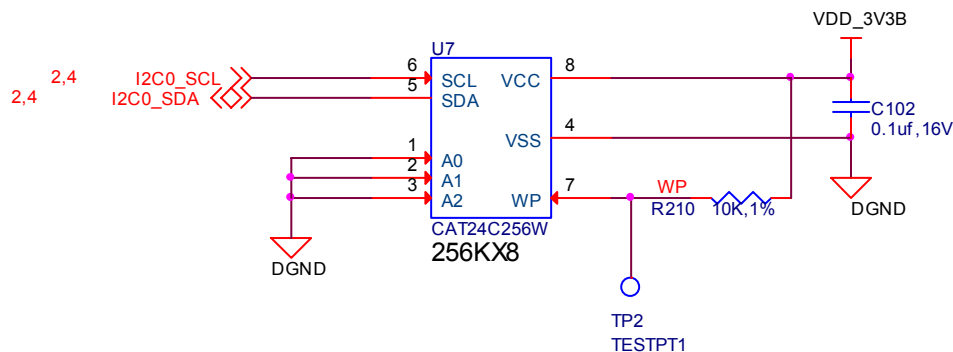 VDD_3V3B
U7
2,4 I2C0_SCL 6 SCL VCC 8
2,4 I2C0_SDA 5 SDA
C102
0.1uf,16V
VSS 4
1 A0
2 A1
3 A2 WP 7 WP
R210 10K,1%
DGND
CAT24C256W
256KX8
DGND
TP2
TESTPT1